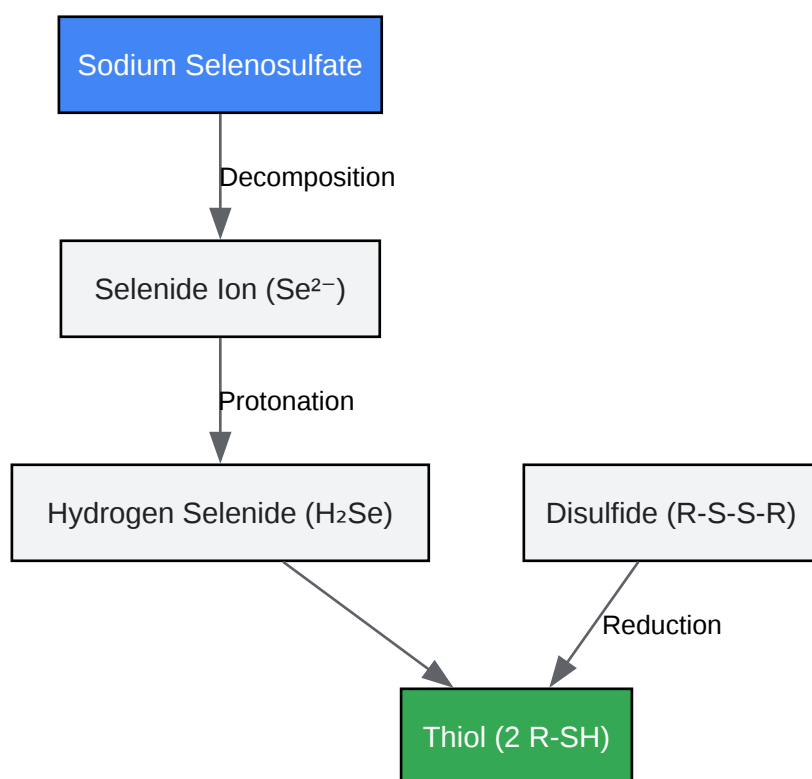 Sodium Selenosulfate
Decomposition
Selenide Ion (Se²⁻)
Protonation
Hydrogen Selenide (H₂Se)
Disulfide (R-S-S-R)
Reduction
Thiol (2 R-SH)